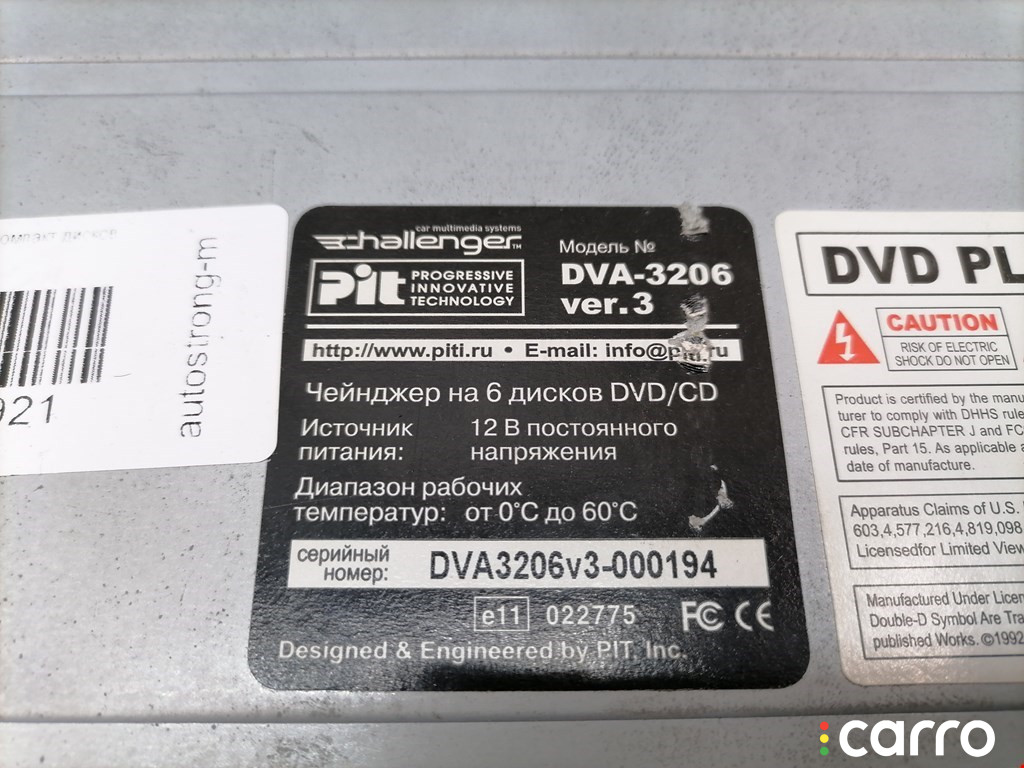 компакт дисков
921
autostrong-m
car multimedia systems
challenger™
Pit PROGRESSIVE
INNOVATIVE
TECHNOLOGY
Модель №
DVA-3206
ver.3
http://www.piti.ru • E-mail: info@piti.ru
Чейнджер на 6 дисков DVD/CD
Источник 12 В постоянного
питания: напряжения
Диапазон рабочих
температур: от 0°C до 60°C
серийный
номер: DVA3206v3-000194
e11 022775 FC CE
Designed & Engineered by PIT, Inc.
DVD PL
CAUTION
RISK OF ELECTRIC
SHOCK DO NOT OPEN
Product is certified by the manu
turer to comply with DHHS rule
CFR SUBCHAPTER J and FC
rules, Part 15. As applicable a
date of manufacture.
Apparatus Claims of U.S.
603,4,577,216,4,819,098
Licensedfor Limited View
Manufactured Under Licen
Double-D Symbol Are Tra
published Works. ©1992
carro